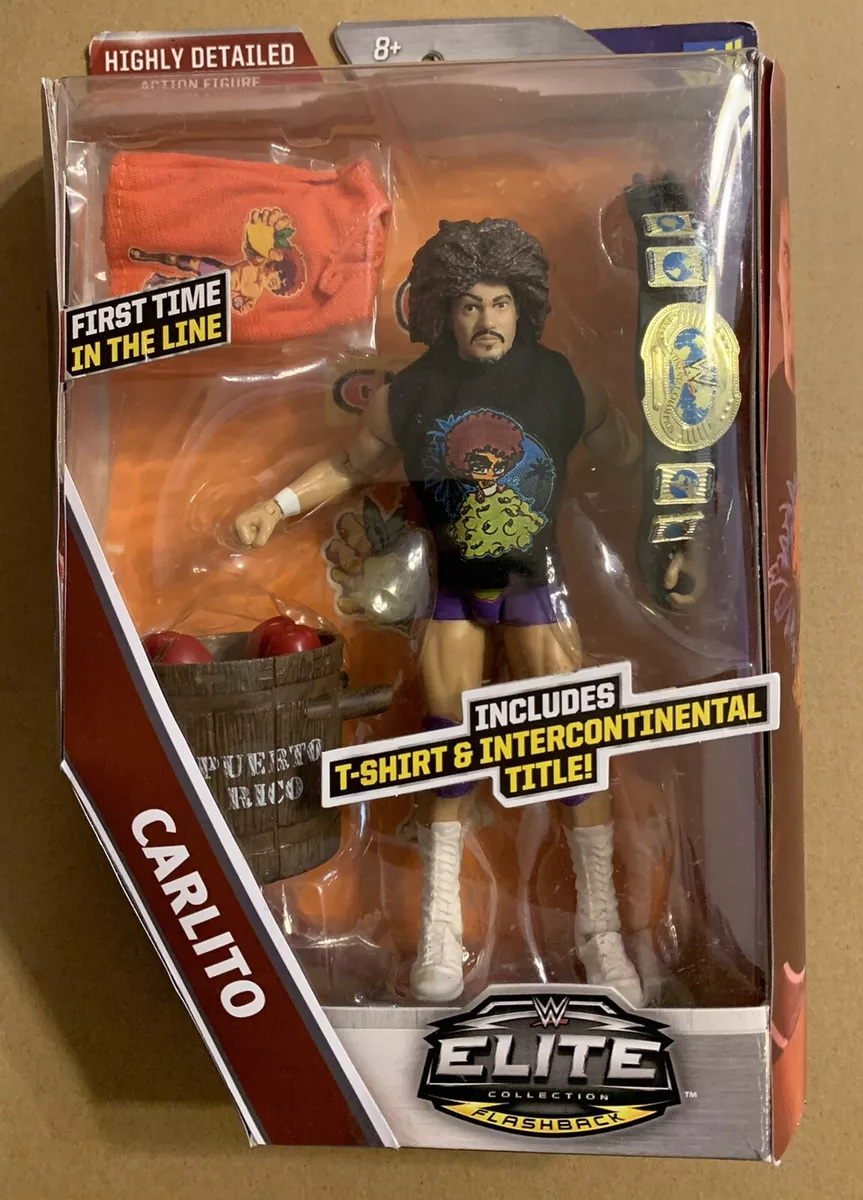 HIGHLY DETAILED
ACTION FIGURE
8+
FIRST TIME
IN THE LINE
PUERTO
RICO
INCLUDES
T-SHIRT & INTERCONTINENTAL
TITLE!
CARLITO
W
ELITE
COLLECTION
TM
FLASHBACK